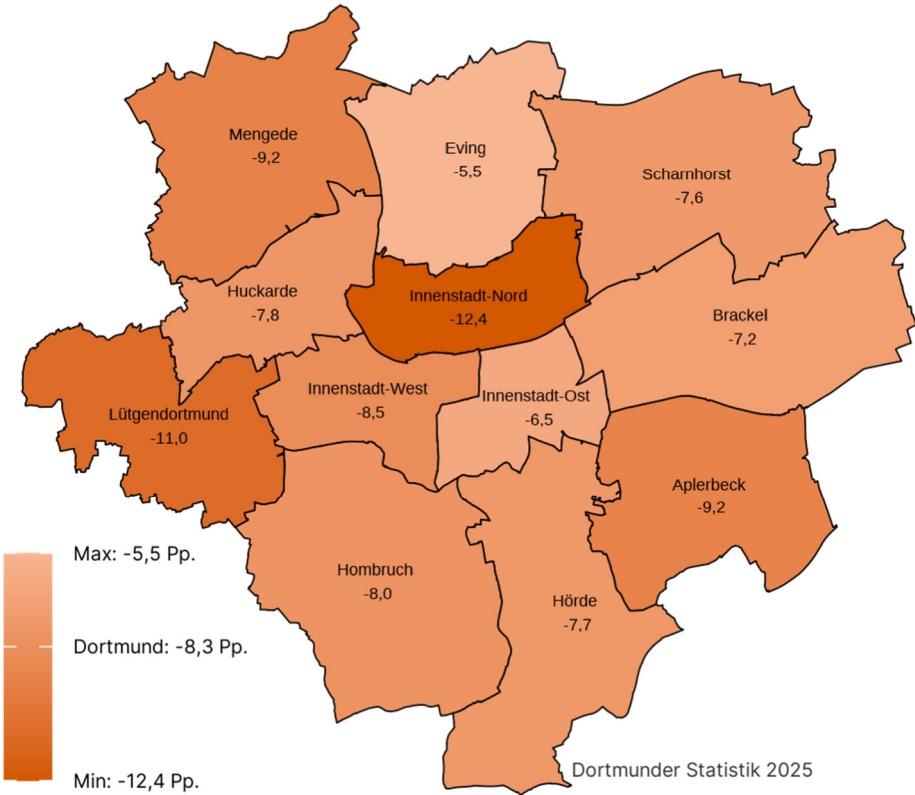 Mengede
-9,2
Eving
-5,5
Scharnhorst
-7,6
Huckarde
-7,8
Innenstadt-Nord
-12,4
Brackel
-7,2
Lütgendortmund
-11,0
Innenstadt-West
-8,5
Innenstadt-Ost
-6,5
Aplerbeck
-9,2
Hombruch
-8,0
Hörde
-7,7
Max: -5,5 Pp.
Dortmund: -8,3 Pp.
Min: -12,4 Pp.
Dortmunder Statistik 2025